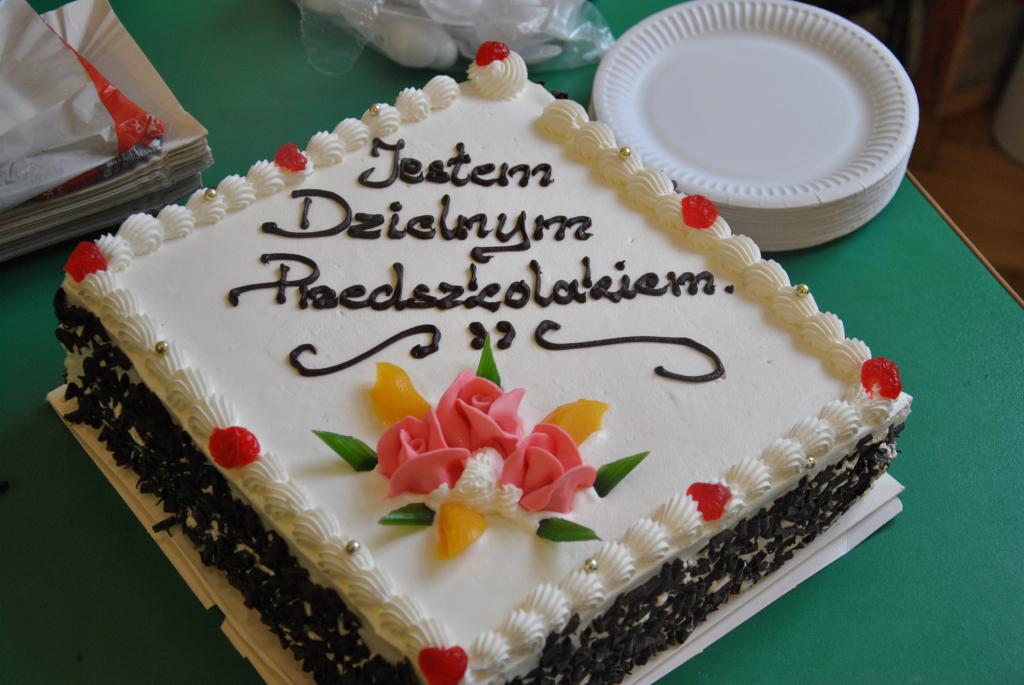 Jestem
Dzielnym
Przedszkolakiem.